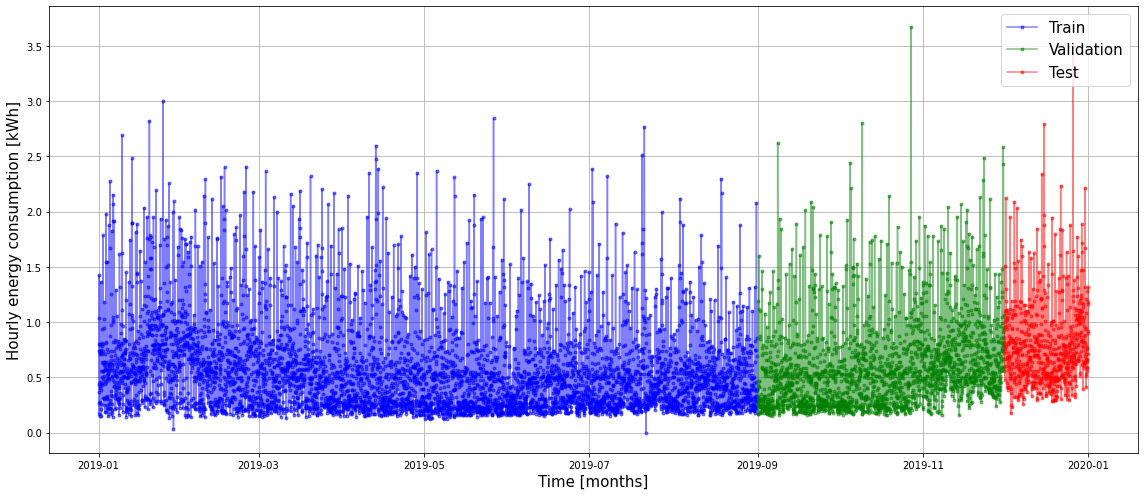 Hourly energy consumption [kWh]
3.5
3.0
2.5
2.0
1.5
1.0
0.5
0.0
Train
Validation
Test
2019-01 2019-03 2019-05 2019-07 2019-09 2019-11 2020-01
Time [months]